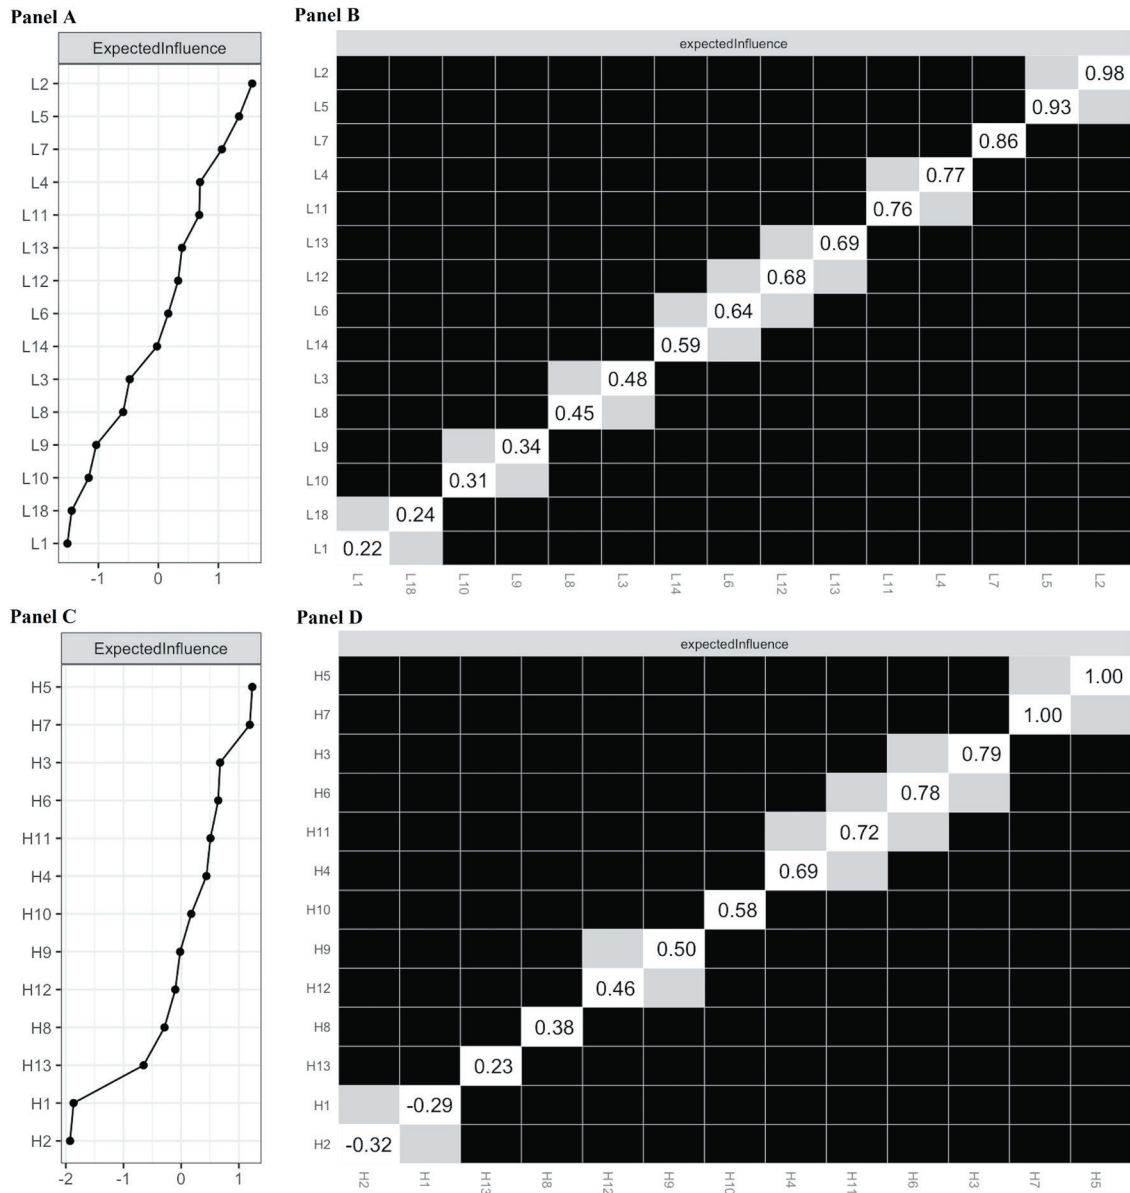 Panel A
ExpectedInfluence
L2
L5
L7
L4
L11
L13
L12
L6
L14
L3
L8
L9
L10
L18
L1
-1 0 1
Panel B
expectedInfluence
L2 0.98
L5 0.93
L7 0.86
L4 0.77
L11 0.76
L13 0.69
L12 0.68
L6 0.64
L14 0.59
L3 0.48
L8 0.45
L9 0.34
L10 0.31
L18 0.24
L1 0.22
L1 L18 L10 L9 L8 L3 L14 L6 L12 L13 L11 L4 L7 L5 L2
Panel C
ExpectedInfluence
H5
H7
H3
H6
H11
H4
H10
H9
H12
H8
H13
H1
H2
-2 -1 0 1
Panel D
expectedInfluence
H5 1.00
H7 1.00
H3 0.79
H6 0.78
H11 0.72
H4 0.69
H10 0.58
H9 0.50
H12 0.46
H8 0.38
H13 0.23
H1 -0.29
H2 -0.32
H2 H1 H13 H8 H12 H9 H10 H4 H11 H6 H3 H7 H5